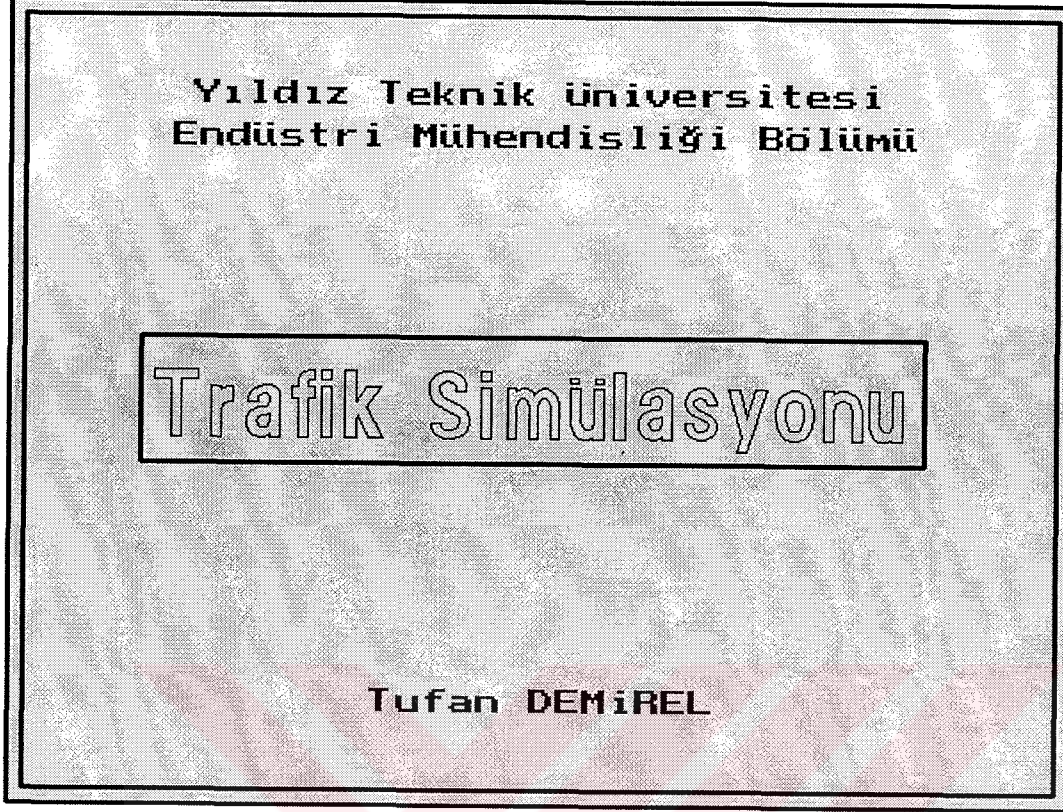 Yıldız Teknik üniversitesi
Endüstri Mühendisliği Bölümü
Trafik Simülasyonu
Tufan DEMiREL